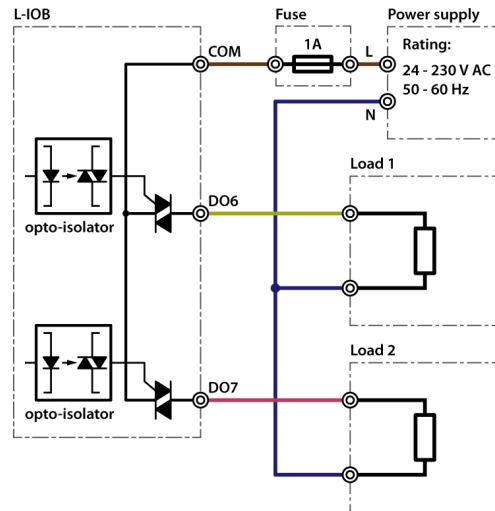 L-IOB
Fuse
Power supply
COM
1A
L
Rating:
24 - 230 V AC
50 - 60 Hz
N
Load 1
DO6
opto-isolator
Load 2
DO7
opto-isolator